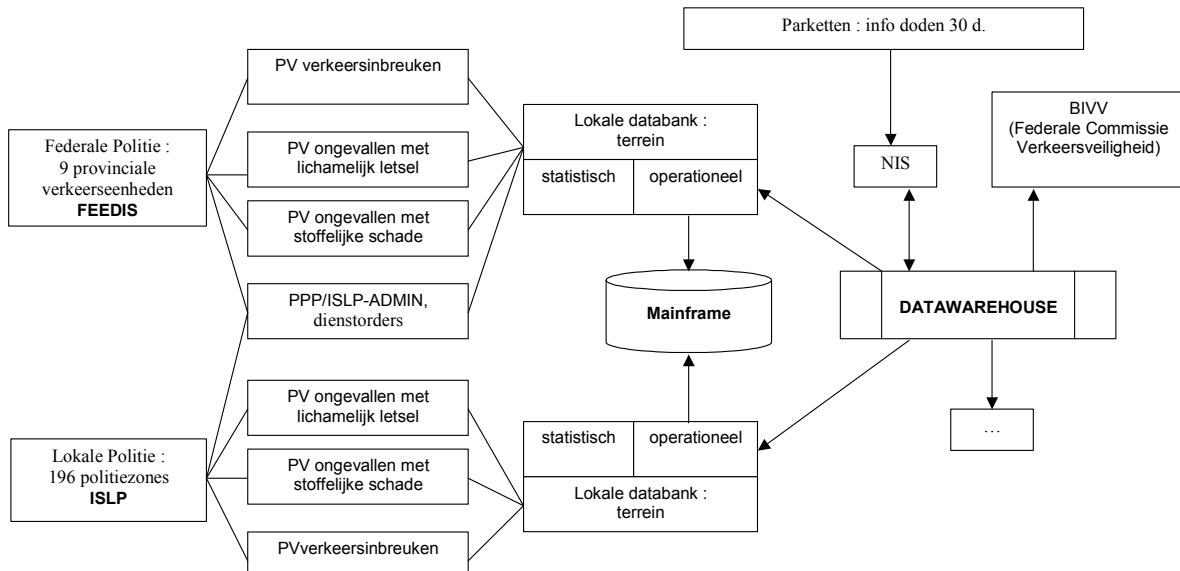 Parketten : info doden 30 d.
PV verkeersinbreuken
Federale Politie :
9 provinciale
verkeerseenheden
FEEDIS
PV ongevallen met
lichamelijk letsel
PV ongevallen met
stoffelijke schade
PPP/ISLP-ADMIN,
dienstorders
Lokale databank :
terrein
statistisch
operationeel
NIS
BIVV
(Federale Commissie
Verkeersveiligheid)
Mainframe
DATAWAREHOUSE
...
Lokale Politie :
196 politiezones
ISLP
PV ongevallen met
lichamelijk letsel
PV ongevallen met
stoffelijke schade
PVverkeersinbreuken
statistisch
operationeel
Lokale databank :
terrein